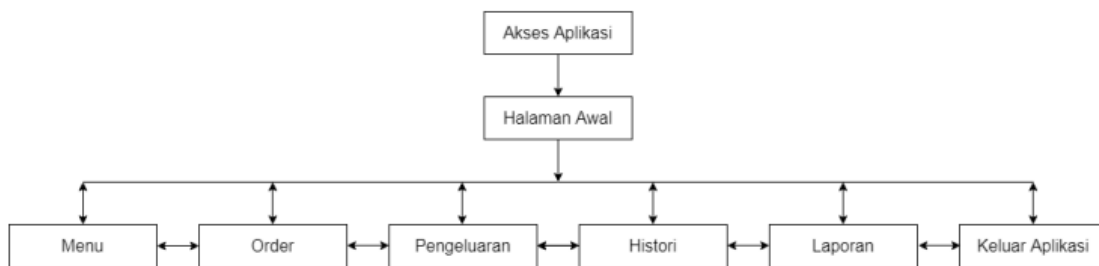 Akses Aplikasi
Halaman Awal
Menu
Order
Pengeluaran
Histori
Laporan
Keluar Aplikasi